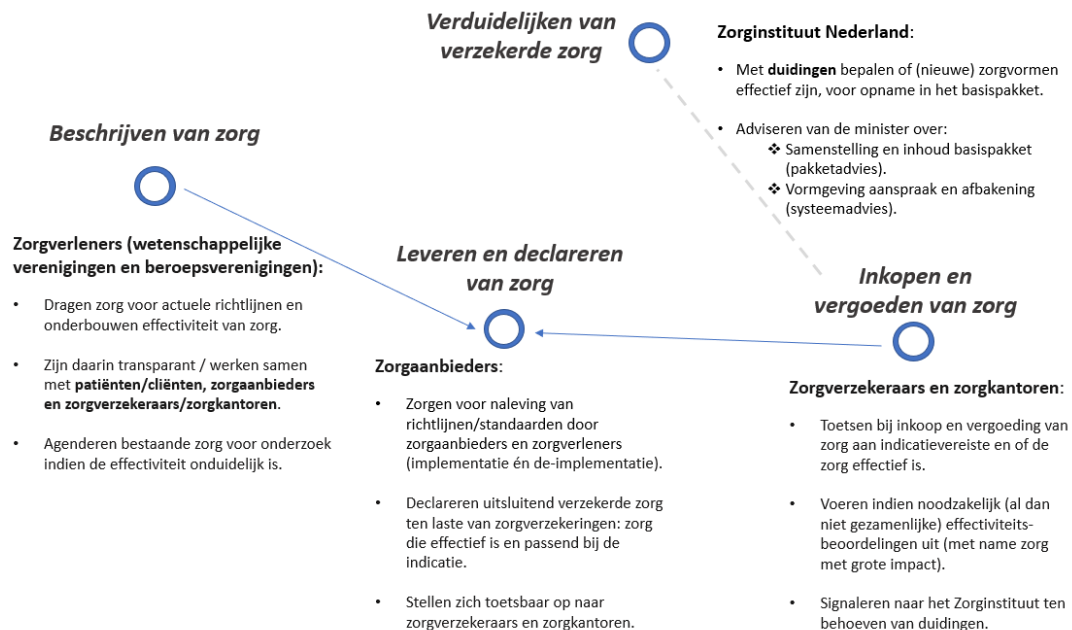 Verduidelijken van
verzekerde zorg
Zorginstituut Nederland:
• Met duidingen bepalen of (nieuwe) zorgvormen
effectief zijn, voor opname in het basispakket.
• Adviseren van de minister over:
❖ Samenstelling en inhoud basispakket
(pakketadvies).
❖ Vormgeving aanspraak en afbakening
(systeemadvies).
Beschrijven van zorg
Zorgverleners (wetenschappelijke
verenigingen en beroepsverenigingen):
• Dragen zorg voor actuele richtlijnen en
onderbouwen effectiviteit van zorg.
• Zijn daarin transparant / werken samen
met patiënten/cliënten, zorgaanbieders
en zorgverzekeraars/zorgkantoren.
• Agenderen bestaande zorg voor onderzoek
indien de effectiviteit onduidelijk is.
Leveren en declareren
van zorg
Zorgaanbieders:
• Zorgen voor naleving van
richtlijnen/standaarden door
zorgaanbieders en zorgverleners
(implementatie én de-implementatie).
• Declareren uitsluitend verzekerde zorg
ten laste van zorgverzekeringen: zorg
die effectief is en passend bij de
indicatie.
• Stellen zich toetsbaar op naar
zorgverzekeraars en zorgkantoren.
Inkopen en
vergoeden van zorg
Zorgverzekeraars en zorgkantoren:
• Toetsen bij inkoop en vergoeding van
zorg aan indicatievereiste en of de
zorg effectief is.
• Voeren indien noodzakelijk (al dan
niet gezamenlijke) effectiviteits-
beoordelingen uit (met name zorg
met grote impact).
• Signaleren naar het Zorginstituut ten
behoeve van duidingen.